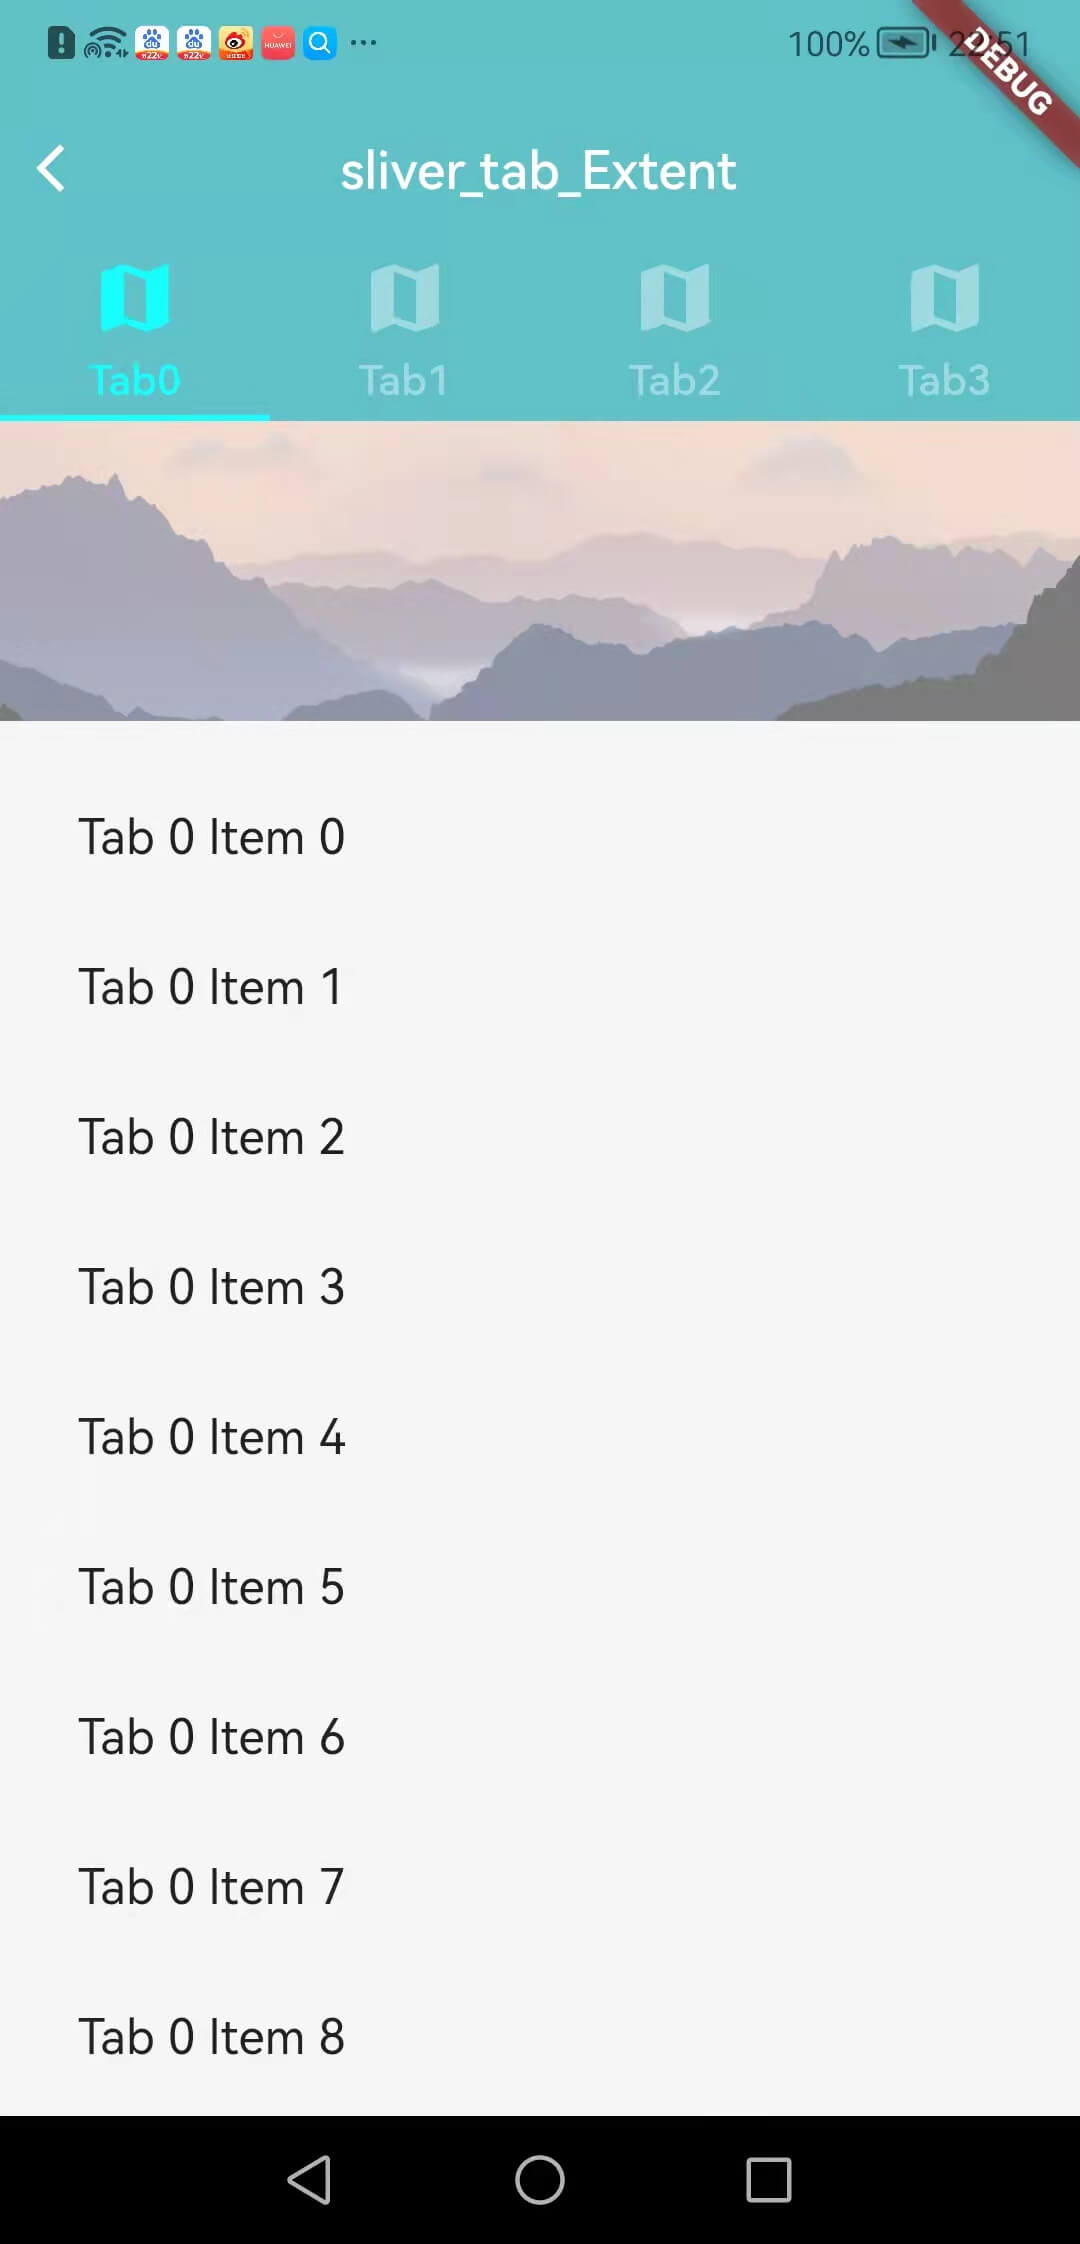 100% 22:51
DEBUG
HUAWEI
sliver_tab_Extent
Tab0 Tab1 Tab2 Tab3
Tab 0 Item 0
Tab 0 Item 1
Tab 0 Item 2
Tab 0 Item 3
Tab 0 Item 4
Tab 0 Item 5
Tab 0 Item 6
Tab 0 Item 7
Tab 0 Item 8